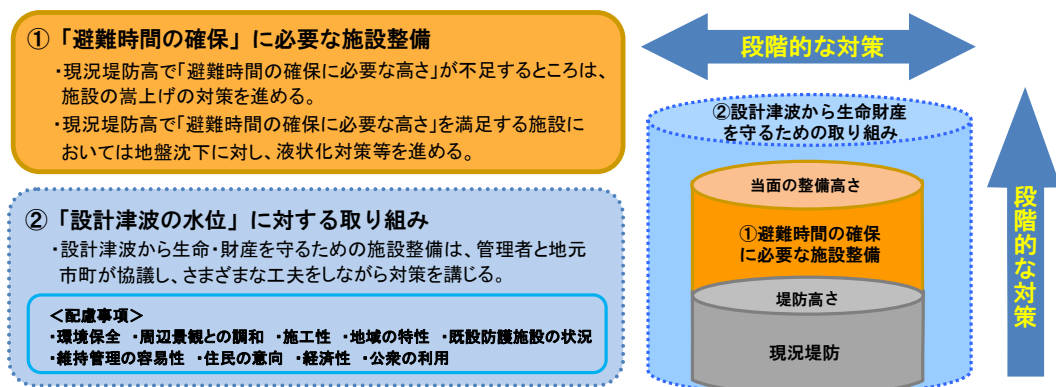 ①「避難時間の確保」に必要な施設整備
・現況堤防高で「避難時間の確保に必要な高さ」が不足するところは、
施設の嵩上げの対策を進める。
・現況堤防高で「避難時間の確保に必要な高さ」を満足する施設に
おいては地盤沈下に対し、液状化対策等を進める。
②「設計津波の水位」に対する取り組み
・設計津波から生命・財産を守るための施設整備は、管理者と地元
市町が協議し、さまざまな工夫をしながら対策を講じる。
＜配慮事項＞
・環境保全 ・周辺景観との調和 ・施工性 ・地域の特性 ・既設防護施設の状況
・維持管理の容易性 ・住民の意向 ・経済性 ・公衆の利用
段階的な対策
②設計津波から生命財産
を守るための取り組み
当面の整備高さ
①避難時間の確保
に必要な施設整備
堤防高さ
現況堤防
段階的な対策